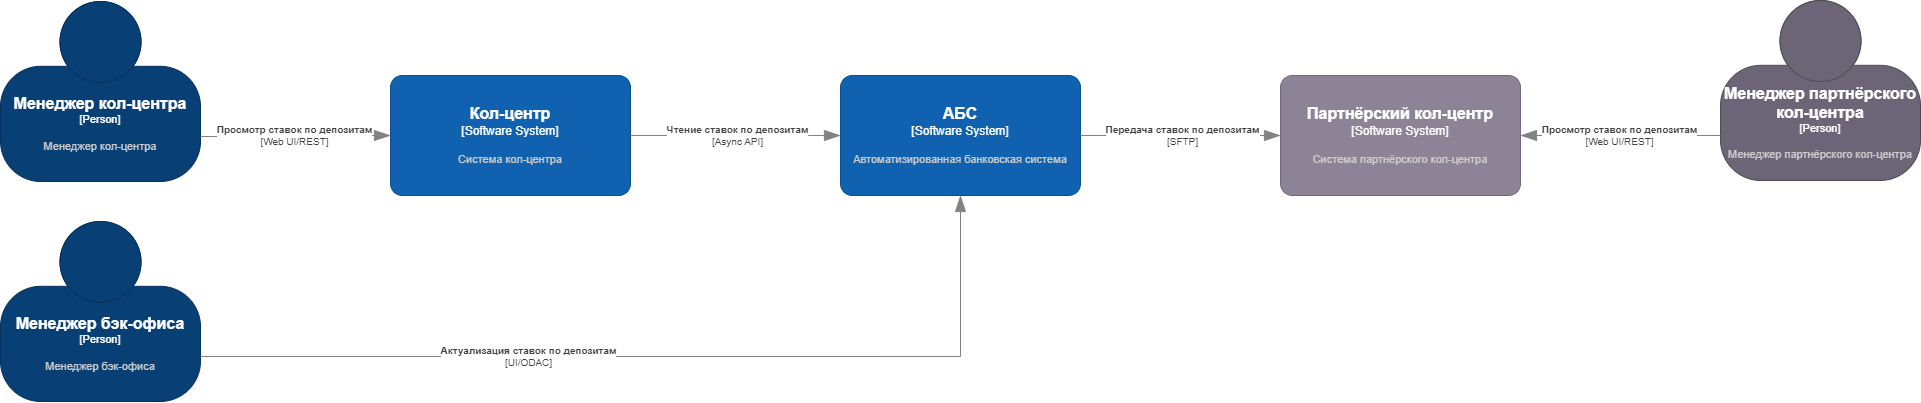 Менеджер кол-центра
[Person]
Менеджер кол-центра
Просмотр ставок по депозитам
[Web UI/REST]
Кол-центр
[Software System]
Система кол-центра
Чтение ставок по депозитам
[Async API]
АБС
[Software System]
Автоматизированная банковская система
Передача ставок по депозитам
[SFTP]
Партнёрский кол-центр
[Software System]
Система партнёрского кол-центра
Просмотр ставок по депозитам
[Web UI/REST]
Менеджер партнёрского
кол-центра
[Person]
Менеджер партнёрского кол-центра
Менеджер бэк-офиса
[Person]
Менеджер бэк-офиса
Актуализация ставок по депозитам
[UI/ODAC]